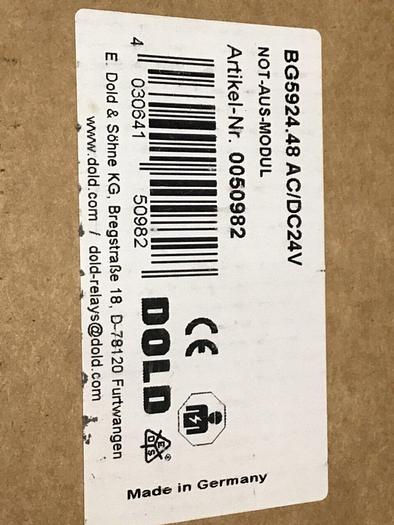 BG5924.48 AC/DC24V
NOT-AUS-MODUL
Artikel-Nr. 0050982
4 030641 50982
E. Dold & Söhne KG, Bregstraße 18, D-78120 Furtwangen
www.dold.com / dold-relays@dold.com
CE
DOLD
EDS®
Made in Germany